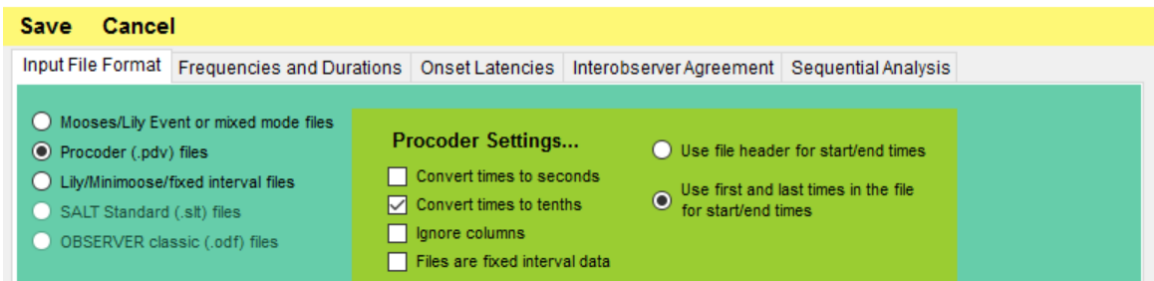 Save Cancel
Input File Format Frequencies and Durations Onset Latencies Interobserver Agreement Sequential Analysis
Mooses/Lily Event or mixed mode files
Procoder (.pdv) files
Lily/Minimoose/fixed interval files
SALT Standard (.slt) files
OBSERVER classic (.odf) files
Procoder Settings...
Convert times to seconds
Convert times to tenths
Ignore columns
Files are fixed interval data
Use file header for start/end times
Use first and last times in the file
for start/end times